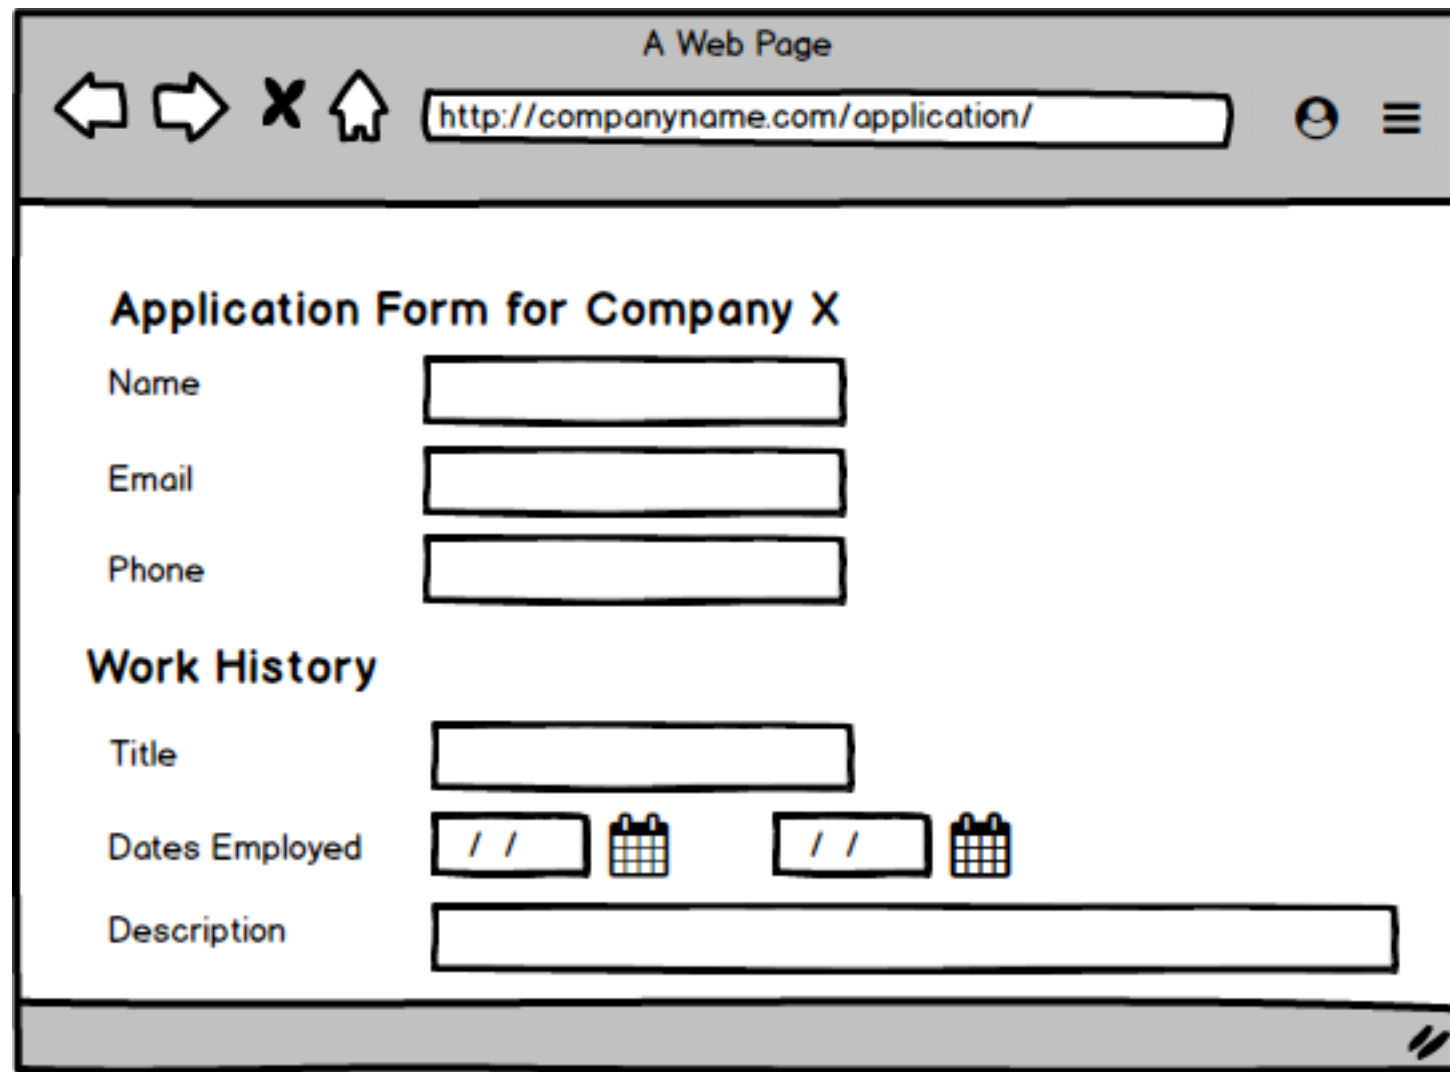 A Web Page
http://companyname.com/application/
Application Form for Company X
Name
Email
Phone
Work History
Title
Dates Employed / / / /
Description